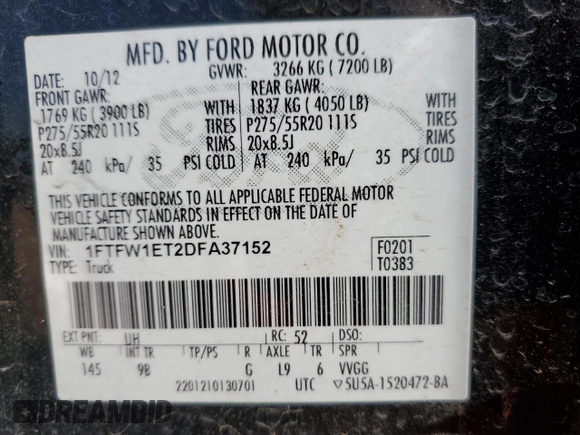 MFD. BY FORD MOTOR CO.
DATE: 10/12 GVWR: 3266 KG ( 7200 LB)
FRONT GAWR: REAR GAWR:
1769 KG ( 3900 LB) WITH 1837 KG ( 4050 LB) WITH
P275/55R20 111S TIRES P275/55R20 111S TIRES
20x8.5J RIMS 20x8.5J RIMS
AT 240 kPa/ 35 PSI COLD AT 240 kPa/ 35 PSI COLD
Ford
THIS VEHICLE CONFORMS TO ALL APPLICABLE FEDERAL MOTOR
VEHICLE SAFETY STANDARDS IN EFFECT ON THE DATE OF
MANUFACTURE SHOWN ABOVE.
VIN: 1FTFW1ET2DFA37152 F0201
TYPE: Truck T0383
EXT PNT: UH RC: 52 DSO:
WB INT TR TP/PS R AXLE TR SPR
145 9B G L9 6 VVGG
2201210130701 UTC ▽5U5A-1520472-BA
DREAMBID